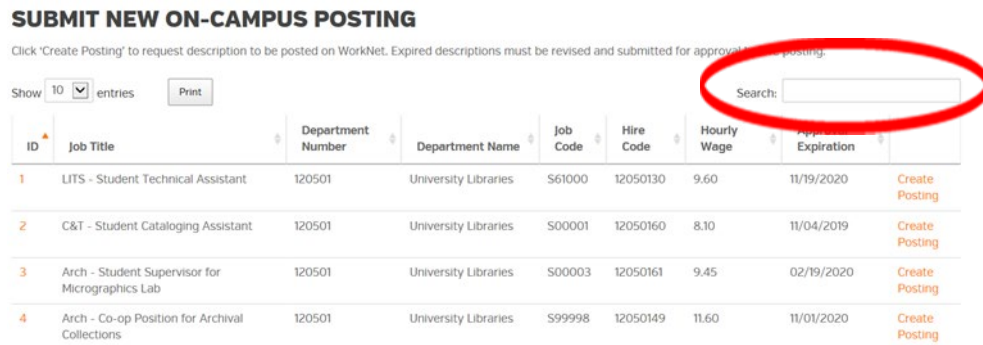 SUBMIT NEW ON-CAMPUS POSTING
Click 'Create Posting' to request description to be posted on WorkNet. Expired descriptions must be revised and submitted for approval posting.
Show 10 entries Print Search:
ID Job Title Department Number Department Name Job Code Hire Code Hourly Wage Expiration
1 LITS - Student Technical Assistant 120501 University Libraries S61000 12050130 9.60 11/19/2020 Create Posting
2 C&T - Student Cataloging Assistant 120501 University Libraries S00001 12050160 8.10 11/04/2019 Create Posting
3 Arch - Student Supervisor for Micrographics Lab 120501 University Libraries S00003 12050161 9.45 02/19/2020 Create Posting
4 Arch - Co-op Position for Archival Collections 120501 University Libraries S99998 12050149 11.60 11/01/2020 Create Posting